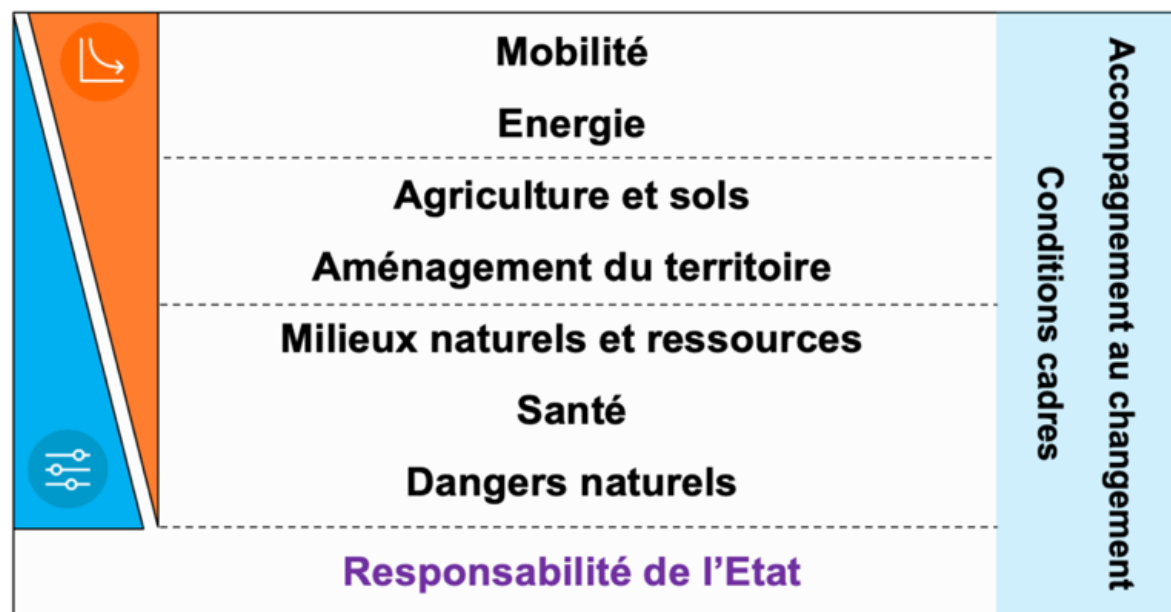 Mobilité
Energie
Agriculture et sols
Aménagement du territoire
Milieux naturels et ressources
Santé
Dangers naturels
Responsabilité de l’Etat
Accompagnement au changement
Conditions cadres